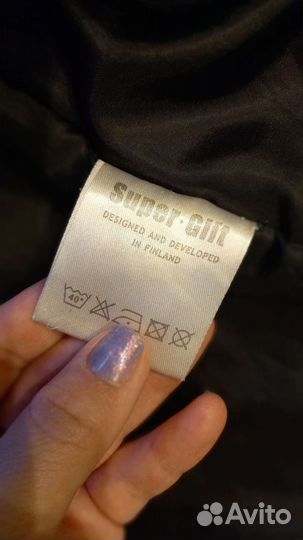 Super·Gift
DESIGNED AND DEVELOPED
IN FINLAND
40°
Avito